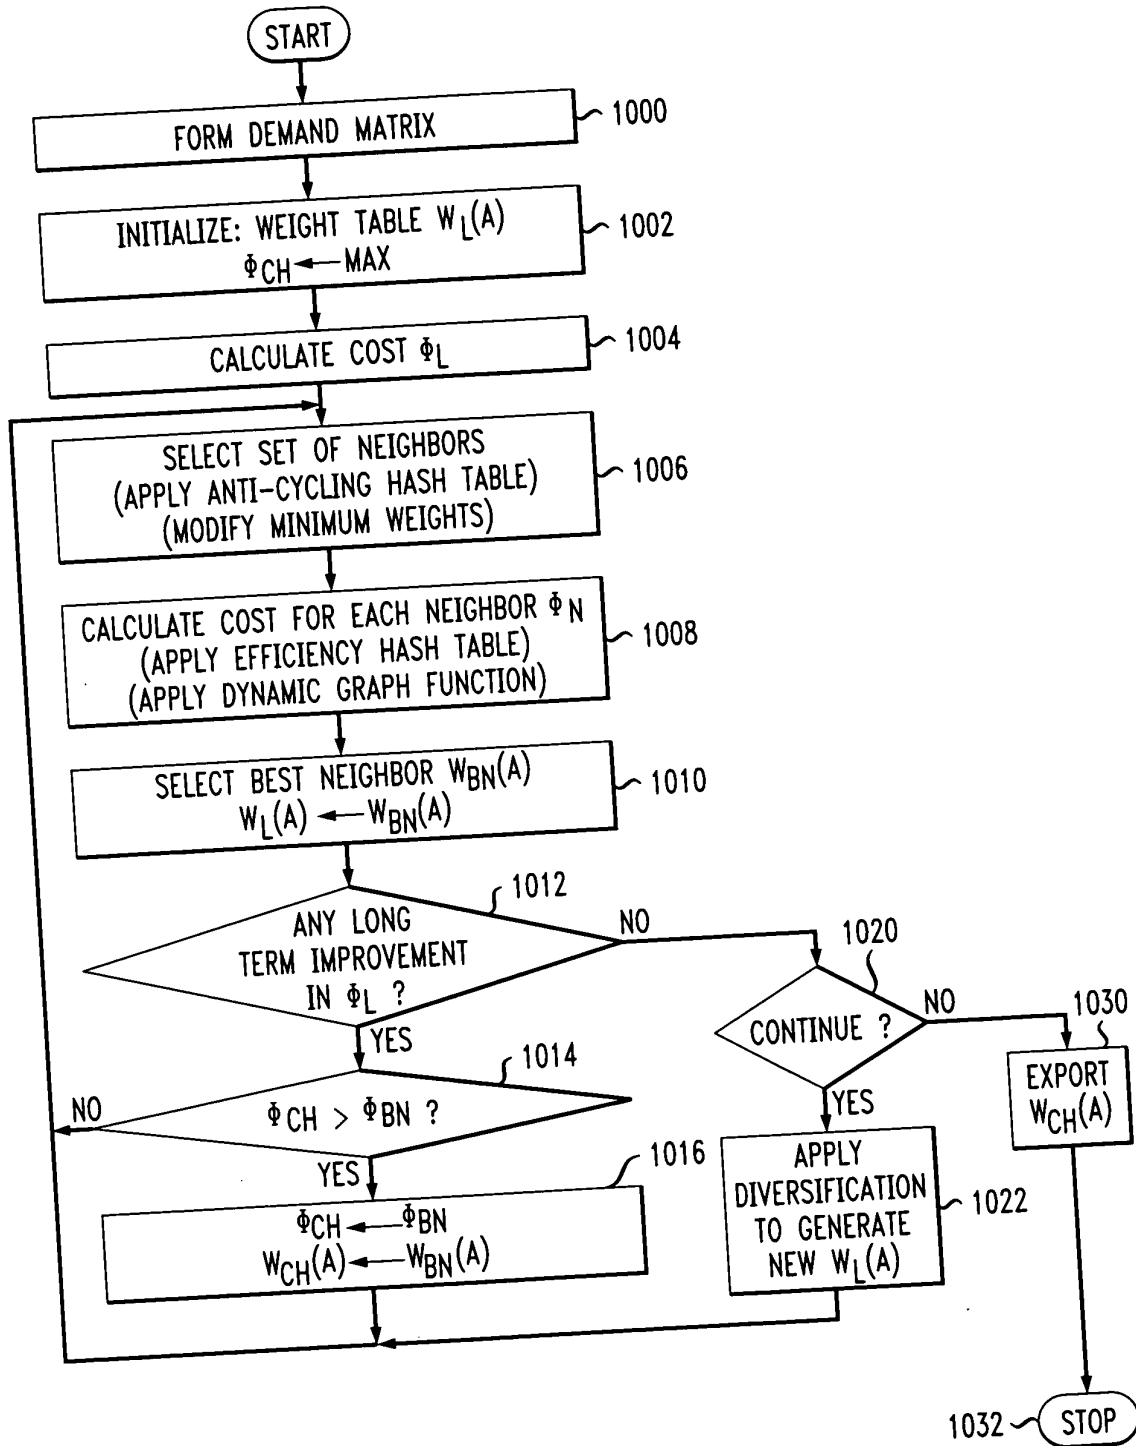 START
FORM DEMAND MATRIX
1000
INITIALIZE: WEIGHT TABLE W_L(A)
Φ_CH ← MAX
1002
CALCULATE COST Φ_L
1004
SELECT SET OF NEIGHBORS
(APPLY ANTI-CYCLING HASH TABLE)
(MODIFY MINIMUM WEIGHTS)
1006
CALCULATE COST FOR EACH NEIGHBOR Φ_N
(APPLY EFFICIENCY HASH TABLE)
(APPLY DYNAMIC GRAPH FUNCTION)
1008
SELECT BEST NEIGHBOR W_BN(A)
W_L(A) ← W_BN(A)
1010
1012
ANY LONG
TERM IMPROVEMENT
IN Φ_L ?
NO
YES
1020
CONTINUE ?
NO
YES
1030
EXPORT
W_CH(A)
1014
Φ_CH > Φ_BN ?
NO
YES
1016
Φ_CH ← Φ_BN
W_CH(A) ← W_BN(A)
APPLY
DIVERSIFICATION
TO GENERATE
NEW W_L(A)
1022
1032
STOP